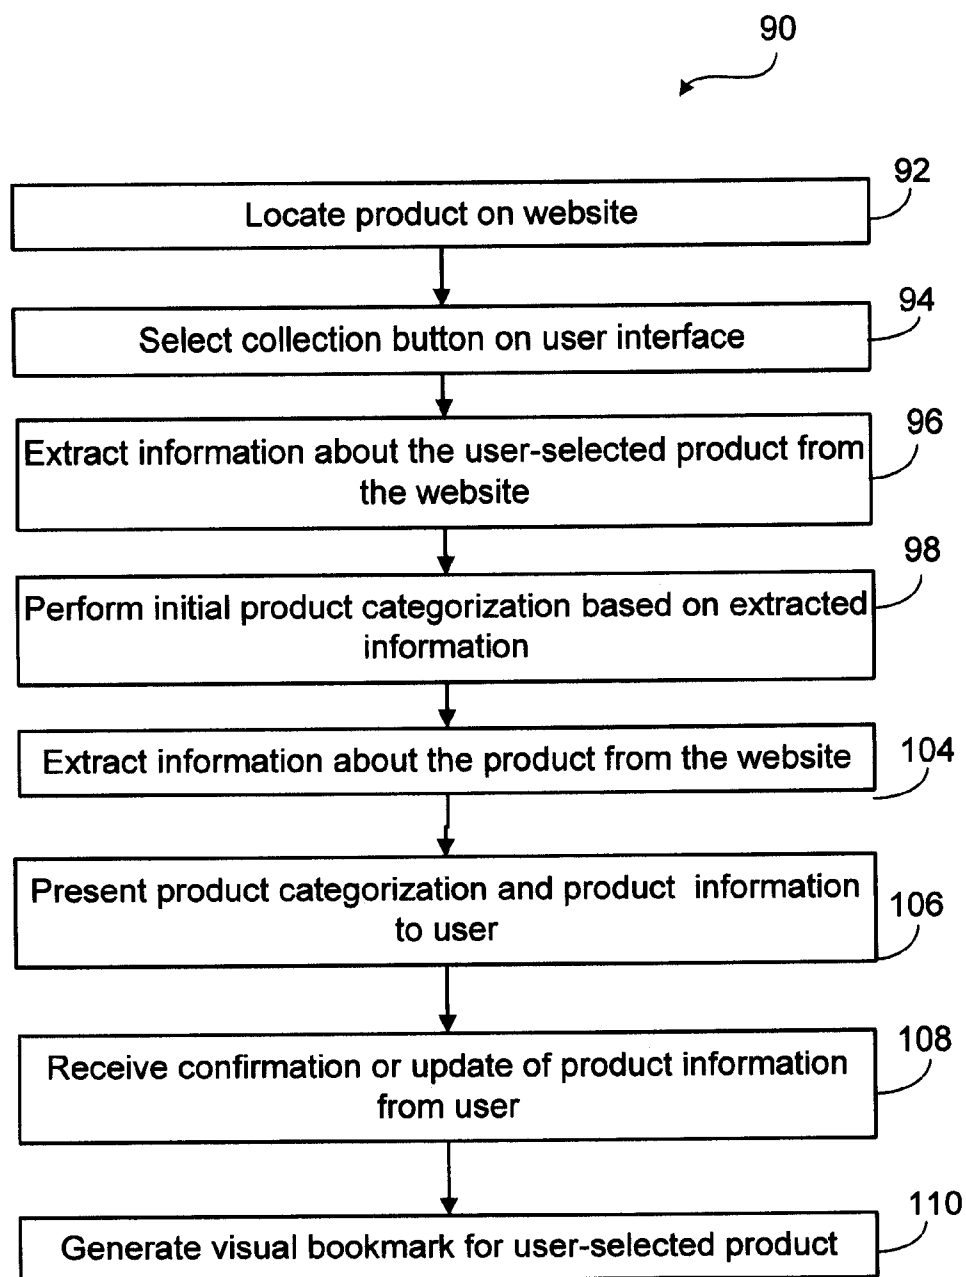 90
92
Locate product on website
94
Select collection button on user interface
96
Extract information about the user-selected product from
the website
98
Perform initial product categorization based on extracted
information
Extract information about the product from the website
104
Present product categorization and product information
to user
106
108
Receive confirmation or update of product information
from user
110
Generate visual bookmark for user-selected product